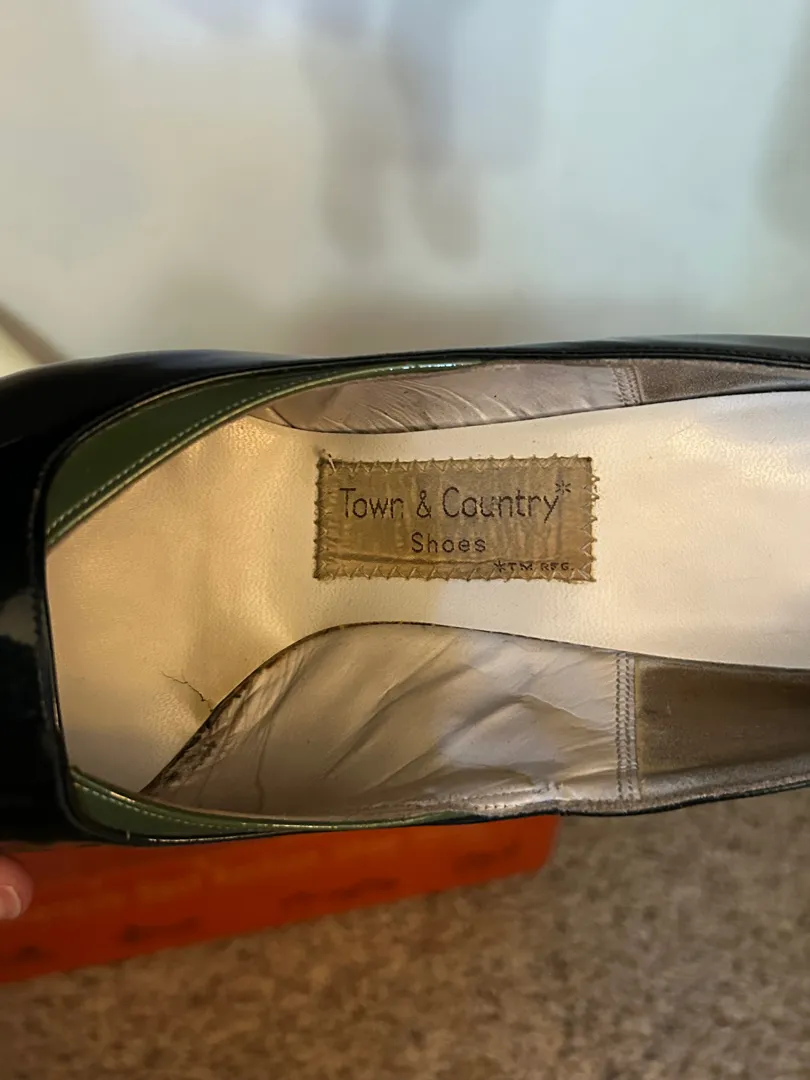 Town & Country*
Shoes
*TM REG.